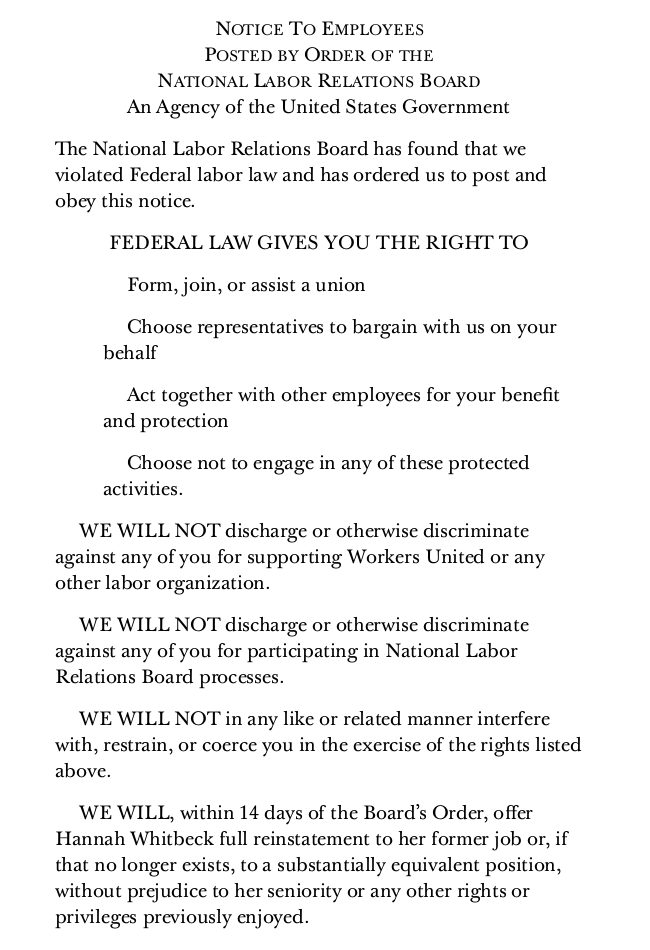 NOTICE TO EMPLOYEES
POSTED BY ORDER OF THE
NATIONAL LABOR RELATIONS BOARD
An Agency of the United States Government
The National Labor Relations Board has found that we
violated Federal labor law and has ordered us to post and
obey this notice.
FEDERAL LAW GIVES YOU THE RIGHT TO
Form, join, or assist a union
Choose representatives to bargain with us on your
behalf
Act together with other employees for your benefit
and protection
Choose not to engage in any of these protected
activities.
WE WILL NOT discharge or otherwise discriminate
against any of you for supporting Workers United or any
other labor organization.
WE WILL NOT discharge or otherwise discriminate
against any of you for participating in National Labor
Relations Board processes.
WE WILL NOT in any like or related manner interfere
with, restrain, or coerce you in the exercise of the rights listed
above.
WE WILL, within 14 days of the Board’s Order, offer
Hannah Whitbeck full reinstatement to her former job or, if
that no longer exists, to a substantially equivalent position,
without prejudice to her seniority or any other rights or
privileges previously enjoyed.